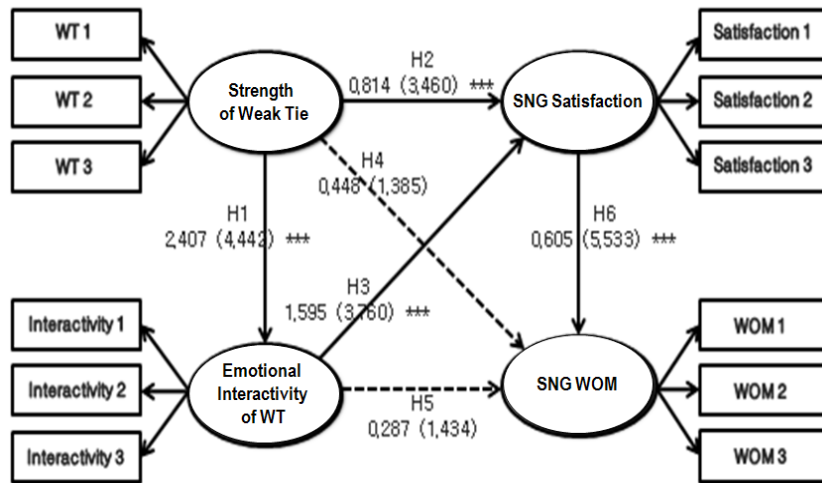 WT 1
WT 2
WT 3
Strength
of Weak Tie
H2
0,814 (3,460) ***
SNG Satisfaction
Satisfaction 1
Satisfaction 2
Satisfaction 3
H4
0,448 (1,385)
H1
2,407 (4,442) ***
H6
0,605 (5,533) ***
H3
1,595 (3,760) ***
Interactivity 1
Interactivity 2
Interactivity 3
Emotional
Interactivity
of WT
H5
0,287 (1,434)
SNG WOM
WOM 1
WOM 2
WOM 3